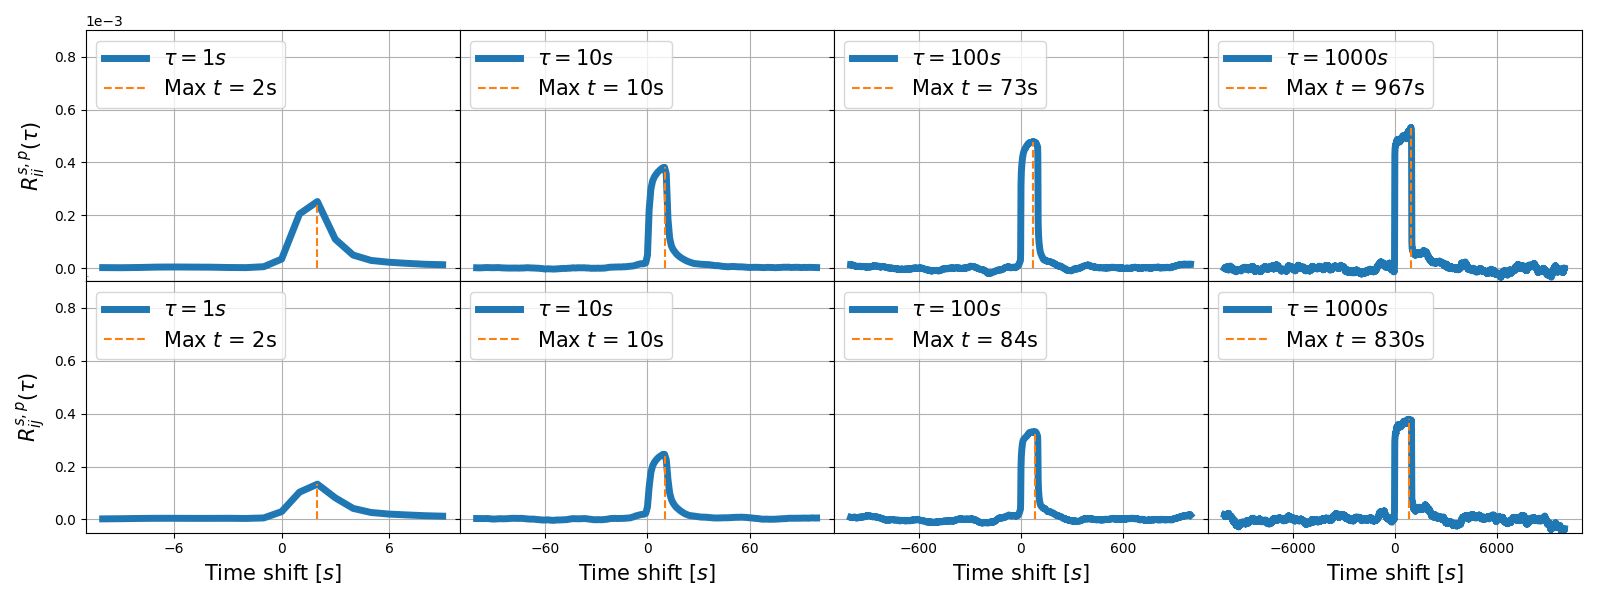 1e−3
τ = 1s
Max t = 2s
τ = 10s
Max t = 10s
τ = 100s
Max t = 73s
τ = 1000s
Max t = 967s
0.8
0.6
0.4
0.2
0.0
R_{ii}^{s,p}(τ)
τ = 1s
Max t = 2s
τ = 10s
Max t = 10s
τ = 100s
Max t = 84s
τ = 1000s
Max t = 830s
0.8
0.6
0.4
0.2
0.0
R_{ij}^{s,p}(τ)
−6 0 6
−60 0 60
−600 0 600
−6000 0 6000
Time shift [s]
Time shift [s]
Time shift [s]
Time shift [s]